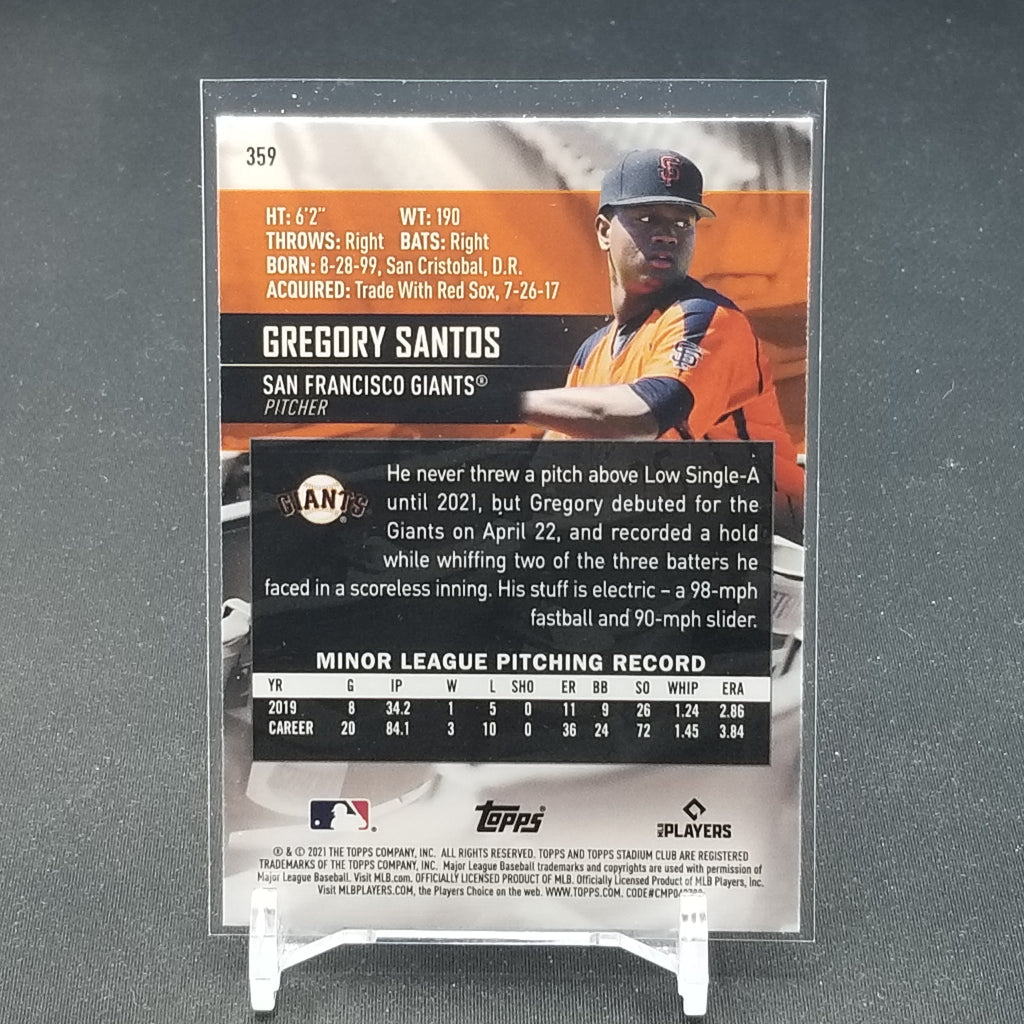 359
HT: 6'2" WT: 190
THROWS: Right BATS: Right
BORN: 8-28-99, San Cristobal, D.R.
ACQUIRED: Trade With Red Sox, 7-26-17
GREGORY SANTOS
SAN FRANCISCO GIANTS®
PITCHER
SF
SF
GIANTS®
He never threw a pitch above Low Single-A
until 2021, but Gregory debuted for the
Giants on April 22, and recorded a hold
while whiffing two of the three batters he
faced in a scoreless inning. His stuff is electric – a 98-mph
fastball and 90-mph slider.
MINOR LEAGUE PITCHING RECORD
YR G IP W L SHO ER BB SO WHIP ERA
2019 8 34.2 1 5 0 11 9 26 1.24 2.86
CAREER 20 84.1 3 10 0 36 24 72 1.45 3.84
Topps®
MLB PLAYERS
® & © 2021 THE TOPPS COMPANY, INC. ALL RIGHTS RESERVED. TOPPS AND TOPPS STADIUM CLUB ARE REGISTERED
TRADEMARKS OF THE TOPPS COMPANY, INC. Major League Baseball trademarks and copyrights are used with permission of
Major League Baseball. Visit MLB.com. OFFICIALLY LICENSED PRODUCT OF MLB. Officially Licensed Product of MLB Players, Inc.
Visit MLBPLAYERS.COM, the Players Choice on the web. WWW.TOPPS.COM.